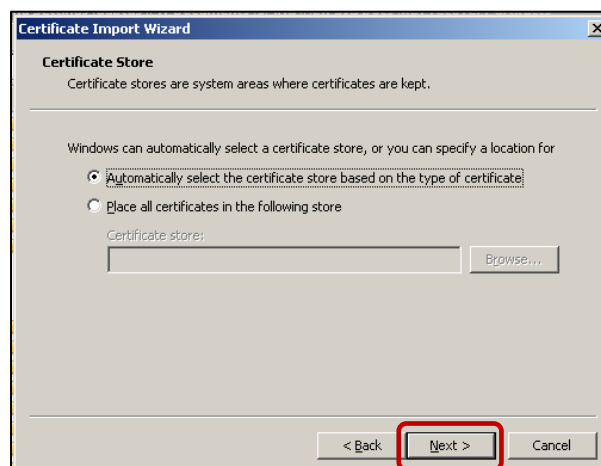 Certificate Import Wizard
Certificate Store
Certificate stores are system areas where certificates are kept.
Windows can automatically select a certificate store, or you can specify a location for
Automatically select the certificate store based on the type of certificate
Place all certificates in the following store
Certificate store:
Browse...
< Back Next > Cancel